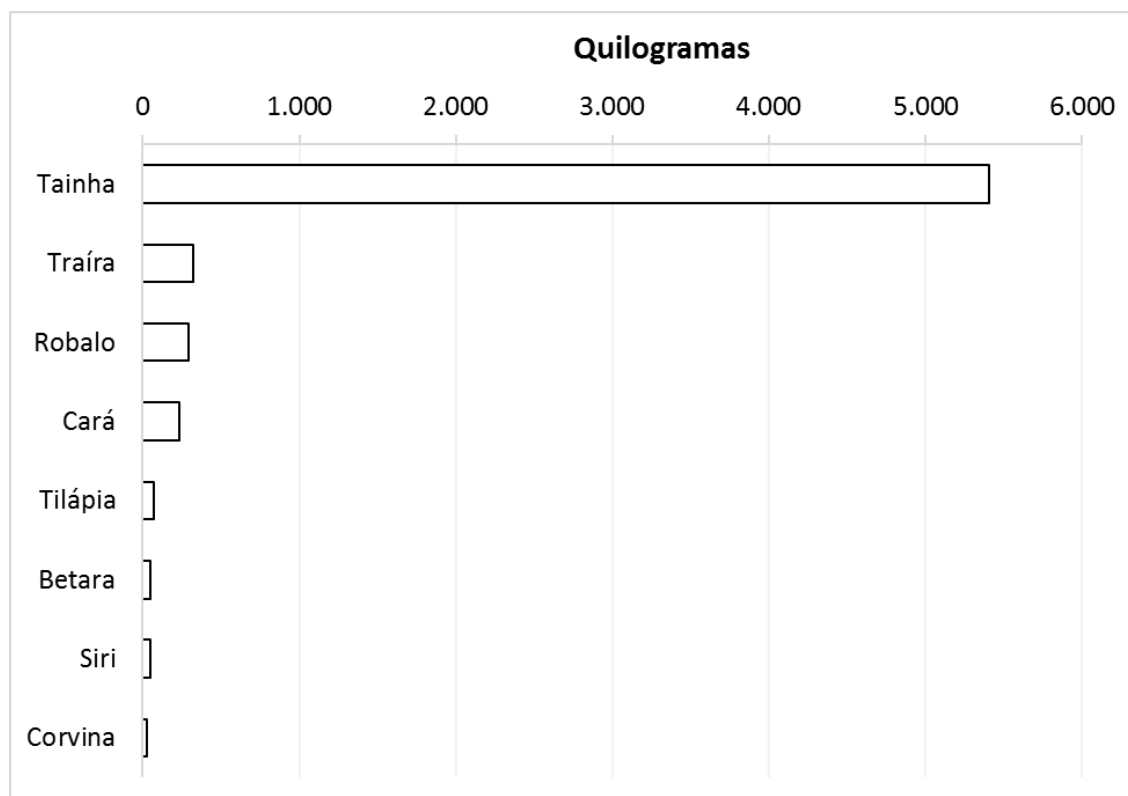 Quilogramas
0 1.000 2.000 3.000 4.000 5.000 6.000
Tainha
Traíra
Robalo
Cará
Tilápia
Betara
Siri
Corvina